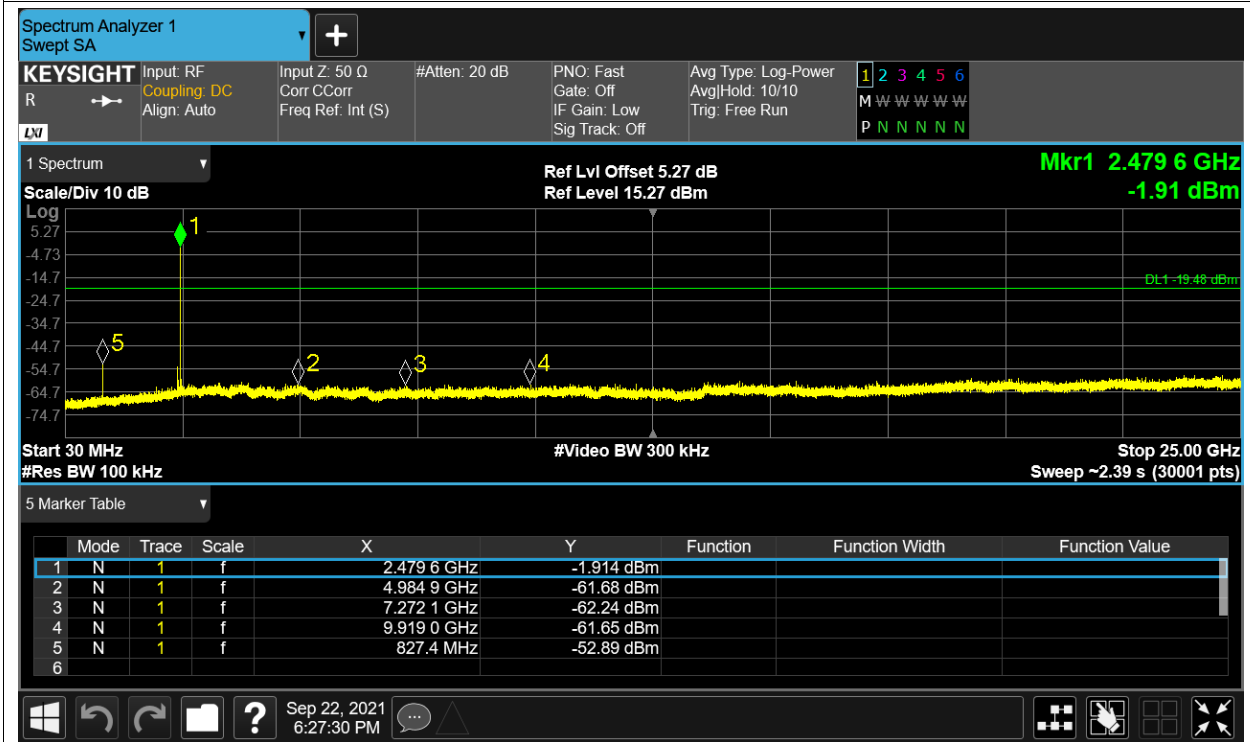 Spectrum Analyzer 1
Swept SA
+
KEYSIGHT
R
LXI
Input: RF
Coupling: DC
Align: Auto
Input Z: 50 Ω
Corr CCorr
Freq Ref: Int (S)
#Atten: 20 dB
PNO: Fast
Gate: Off
IF Gain: Low
Sig Track: Off
Avg Type: Log-Power
Avg|Hold: 10/10
Trig: Free Run
1 2 3 4 5 6
M W W W W W
P N N N N N
1 Spectrum
Scale/Div 10 dB
Ref Lvl Offset 5.27 dB
Ref Level 15.27 dBm
Mkr1 2.479 6 GHz
-1.91 dBm
Log
5.27
-4.73
-14.7
-24.7
-34.7
-44.7
-54.7
-64.7
-74.7
1
DL1 -19.48 dBm
5
2
3
4
Start 30 MHz
#Video BW 300 kHz
Stop 25.00 GHz
#Res BW 100 kHz
Sweep ~2.39 s (30001 pts)
5 Marker Table
Mode Trace Scale X Y Function Function Width Function Value
1 N 1 f 2.479 6 GHz -1.914 dBm
2 N 1 f 4.984 9 GHz -61.68 dBm
3 N 1 f 7.272 1 GHz -62.24 dBm
4 N 1 f 9.919 0 GHz -61.65 dBm
5 N 1 f 827.4 MHz -52.89 dBm
6
?
Sep 22, 2021
6:27:30 PM